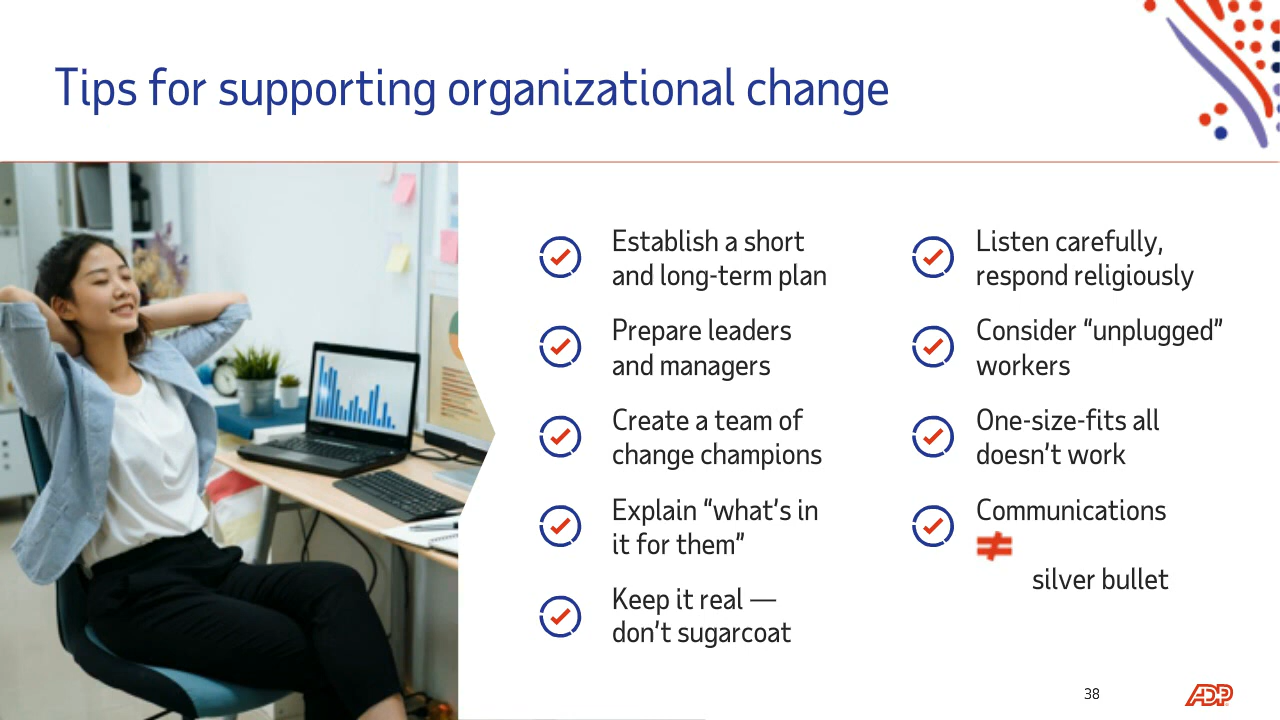 Tips for supporting organizational change
Establish a short
and long-term plan
Prepare leaders
and managers
Create a team of
change champions
Explain “what’s in
it for them”
Keep it real —
don’t sugarcoat
Listen carefully,
respond religiously
Consider “unplugged”
workers
One-size-fits all
doesn’t work
Communications
≠
silver bullet
38
ADP